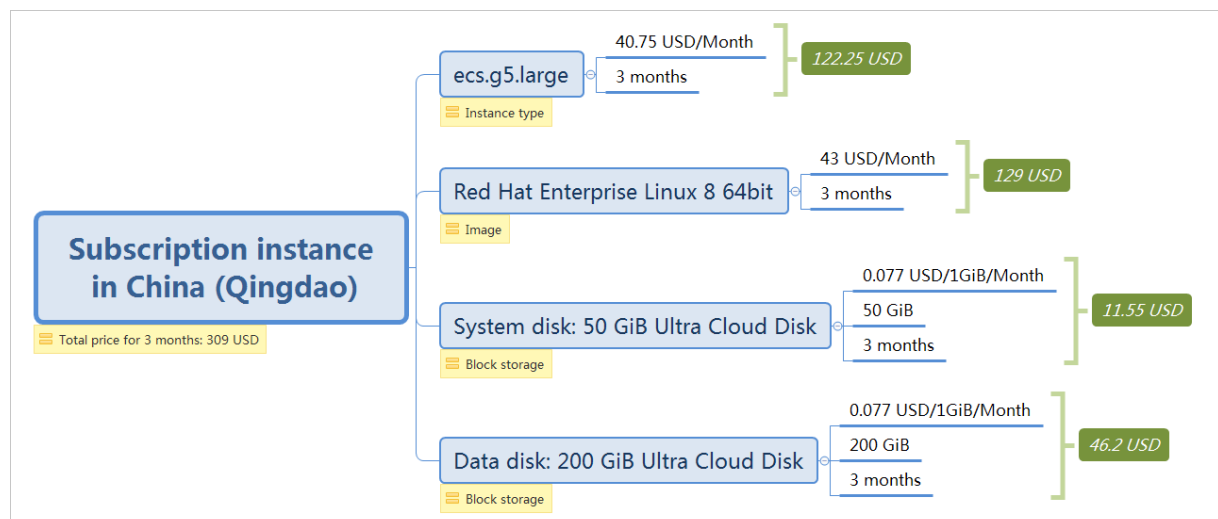 Subscription instance
in China (Qingdao)
Total price for 3 months: 309 USD
ecs.g5.large
Instance type
40.75 USD/Month
3 months
122.25 USD
Red Hat Enterprise Linux 8 64bit
Image
43 USD/Month
3 months
129 USD
System disk: 50 GiB Ultra Cloud Disk
Block storage
0.077 USD/1GiB/Month
50 GiB
3 months
11.55 USD
Data disk: 200 GiB Ultra Cloud Disk
Block storage
0.077 USD/1GiB/Month
200 GiB
3 months
46.2 USD